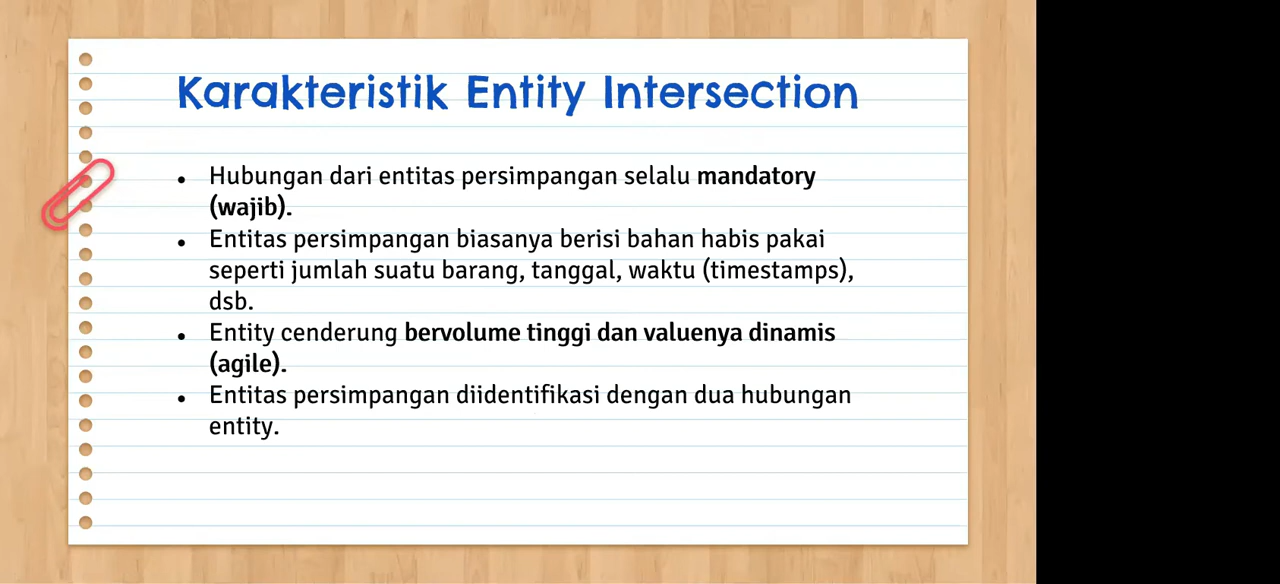 Karakteristik Entity Intersection
• Hubungan dari entitas persimpangan selalu mandatory
(wajib).
• Entitas persimpangan biasanya berisi bahan habis pakai
seperti jumlah suatu barang, tanggal, waktu (timestamps),
dsb.
• Entity cenderung bervolume tinggi dan valuenya dinamis
(agile).
• Entitas persimpangan diidentifikasi dengan dua hubungan
entity.